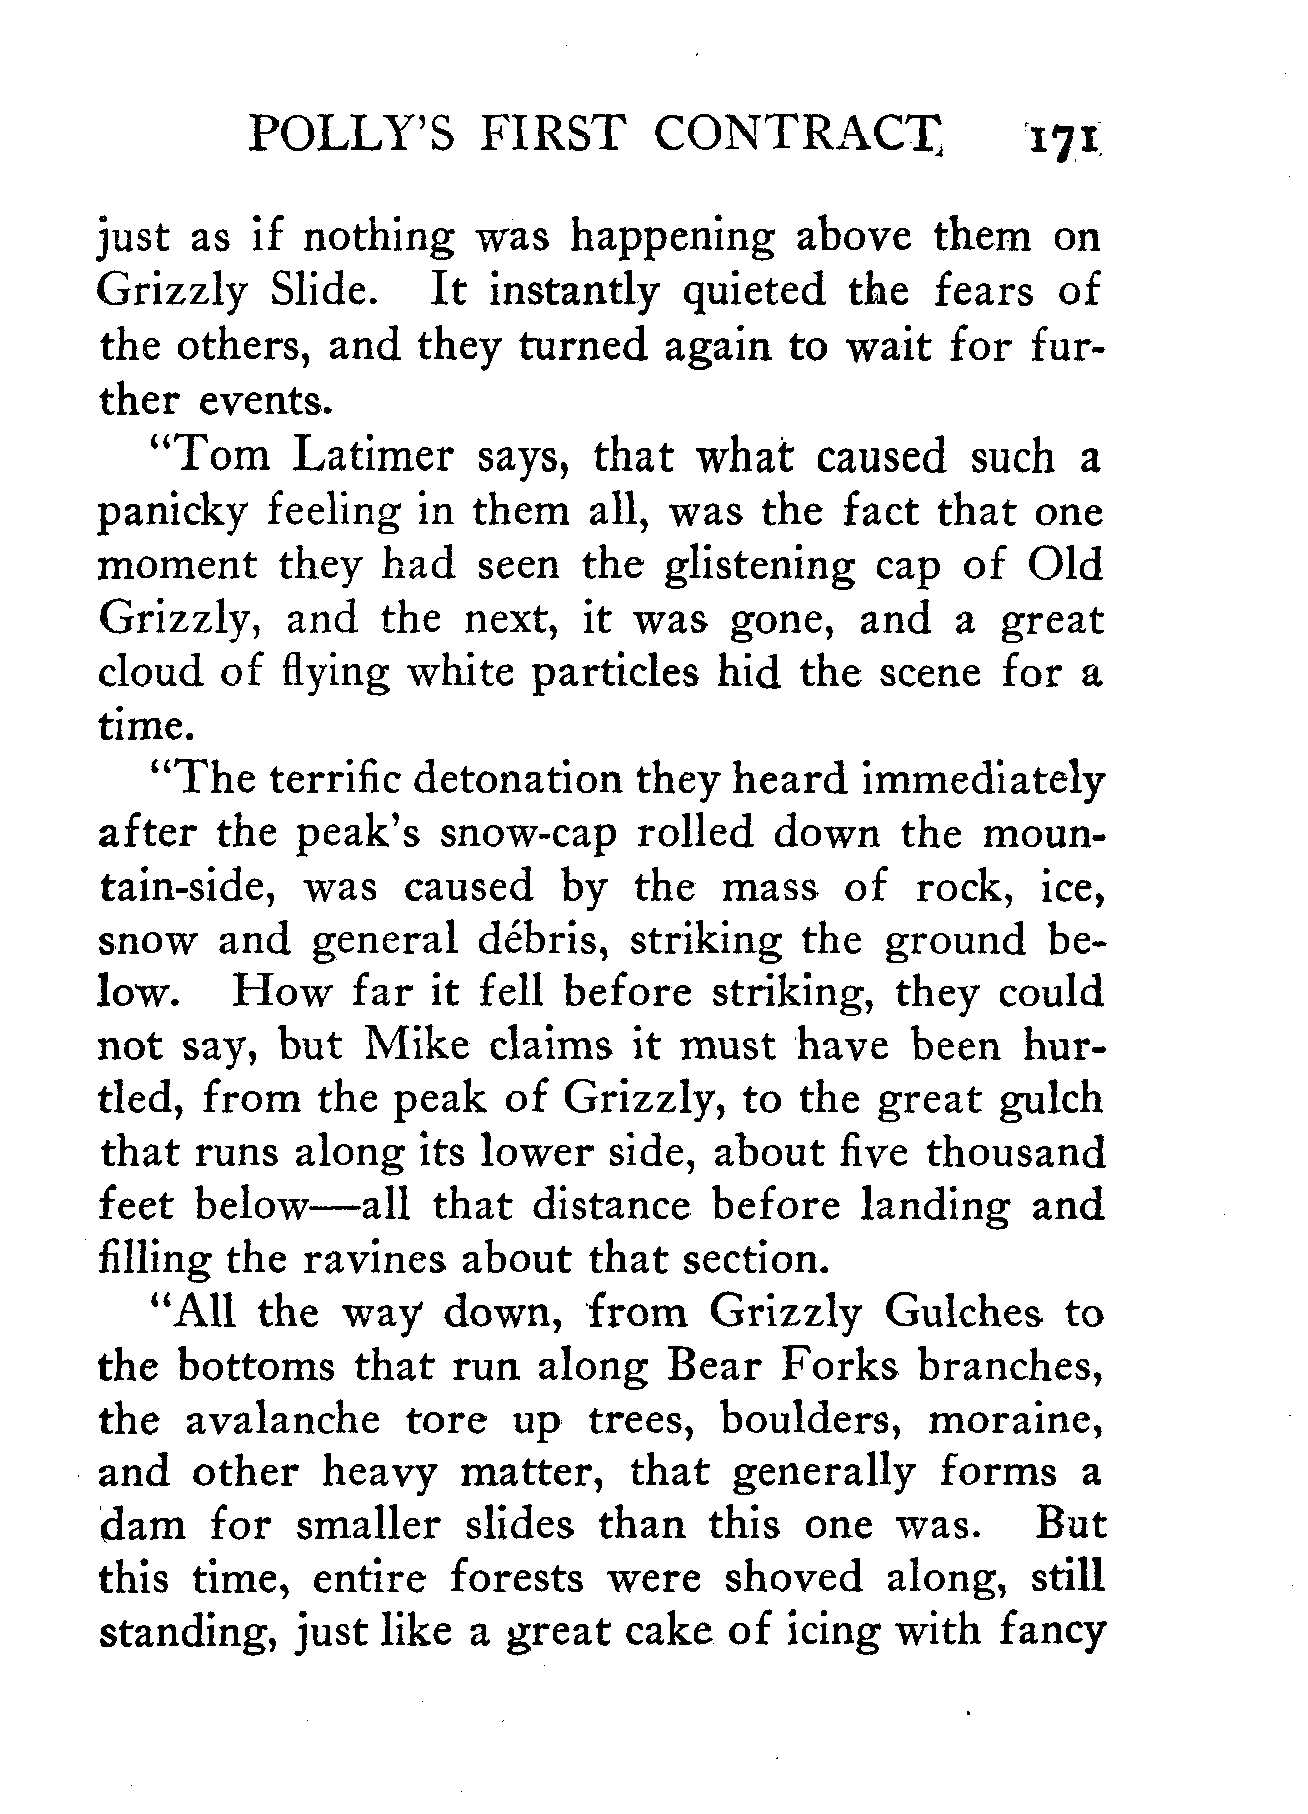 POLLY'S FIRST CONTRACT 171
just as if nothing was happening above them on
Grizzly Slide. It instantly quieted the fears of
the others, and they turned again to wait for fur-
ther events.
"Tom Latimer says, that what caused such a
panicky feeling in them all, was the fact that one
moment they had seen the glistening cap of Old
Grizzly, and the next, it was gone, and a great
cloud of flying white particles hid the scene for a
time.
"The terrific detonation they heard immediately
after the peak's snow-cap rolled down the moun-
tain-side, was caused by the mass of rock, ice,
snow and general débris, striking the ground be-
low. How far it fell before striking, they could
not say, but Mike claims it must have been hur-
tled, from the peak of Grizzly, to the great gulch
that runs along its lower side, about five thousand
feet below—all that distance before landing and
filling the ravines about that section.
"All the way down, from Grizzly Gulches to
the bottoms that run along Bear Forks branches,
the avalanche tore up trees, boulders, moraine,
and other heavy matter, that generally forms a
dam for smaller slides than this one was. But
this time, entire forests were shoved along, still
standing, just like a great cake of icing with fancy